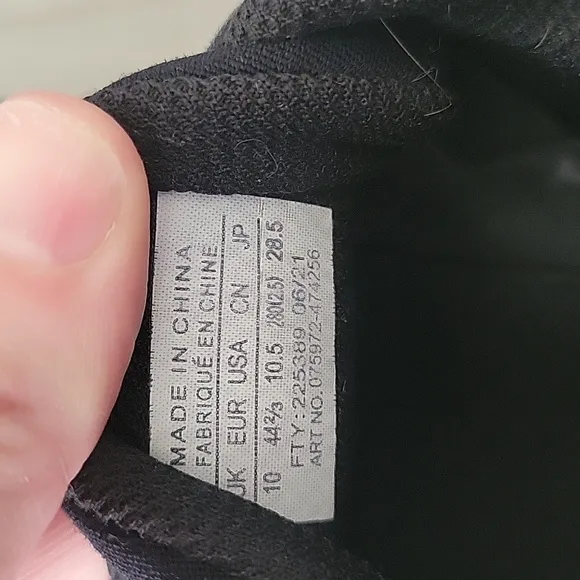 MADE IN CHINA
FABRIQUÉ EN CHINE
UK EUR USA CN JP
10 44⅔ 10.5 280(2.5) 28.5
FTY:225389 06/21
ART NO.075972-474256